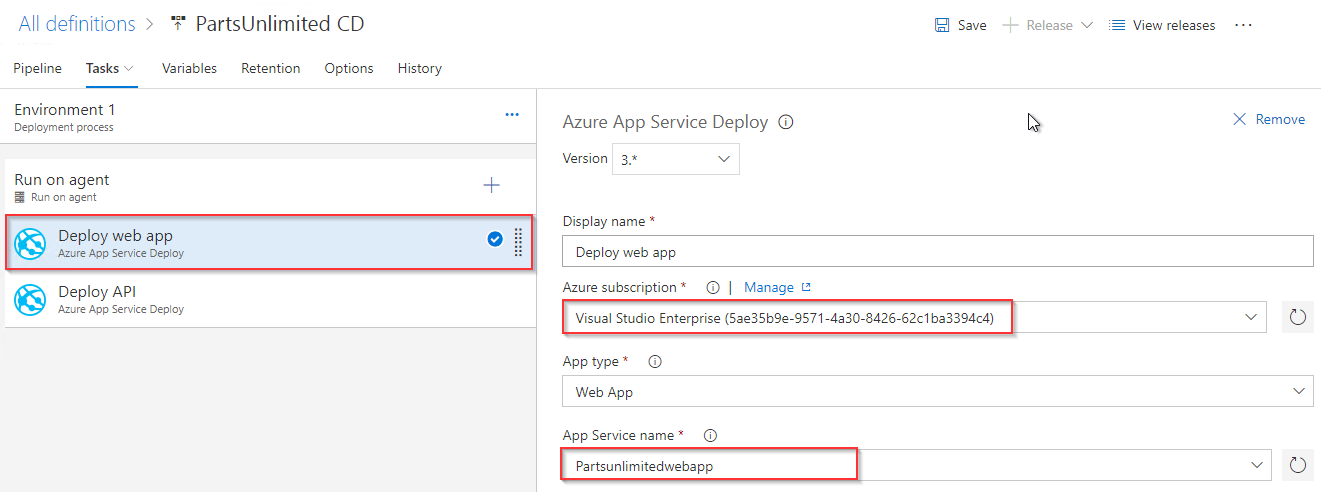 All definitions > PartsUnlimited CD
Save Release View releases ...
Pipeline Tasks Variables Retention Options History
Environment 1
Deployment process
Run on agent
Run on agent
Deploy web app
Azure App Service Deploy
Deploy API
Azure App Service Deploy
Azure App Service Deploy
Remove
Version 3.*
Display name *
Deploy web app
Azure subscription * | Manage
Visual Studio Enterprise (5ae35b9e-9571-4a30-8426-62c1ba3394c4)
App type *
Web App
App Service name *
Partsunlimitedwebapp